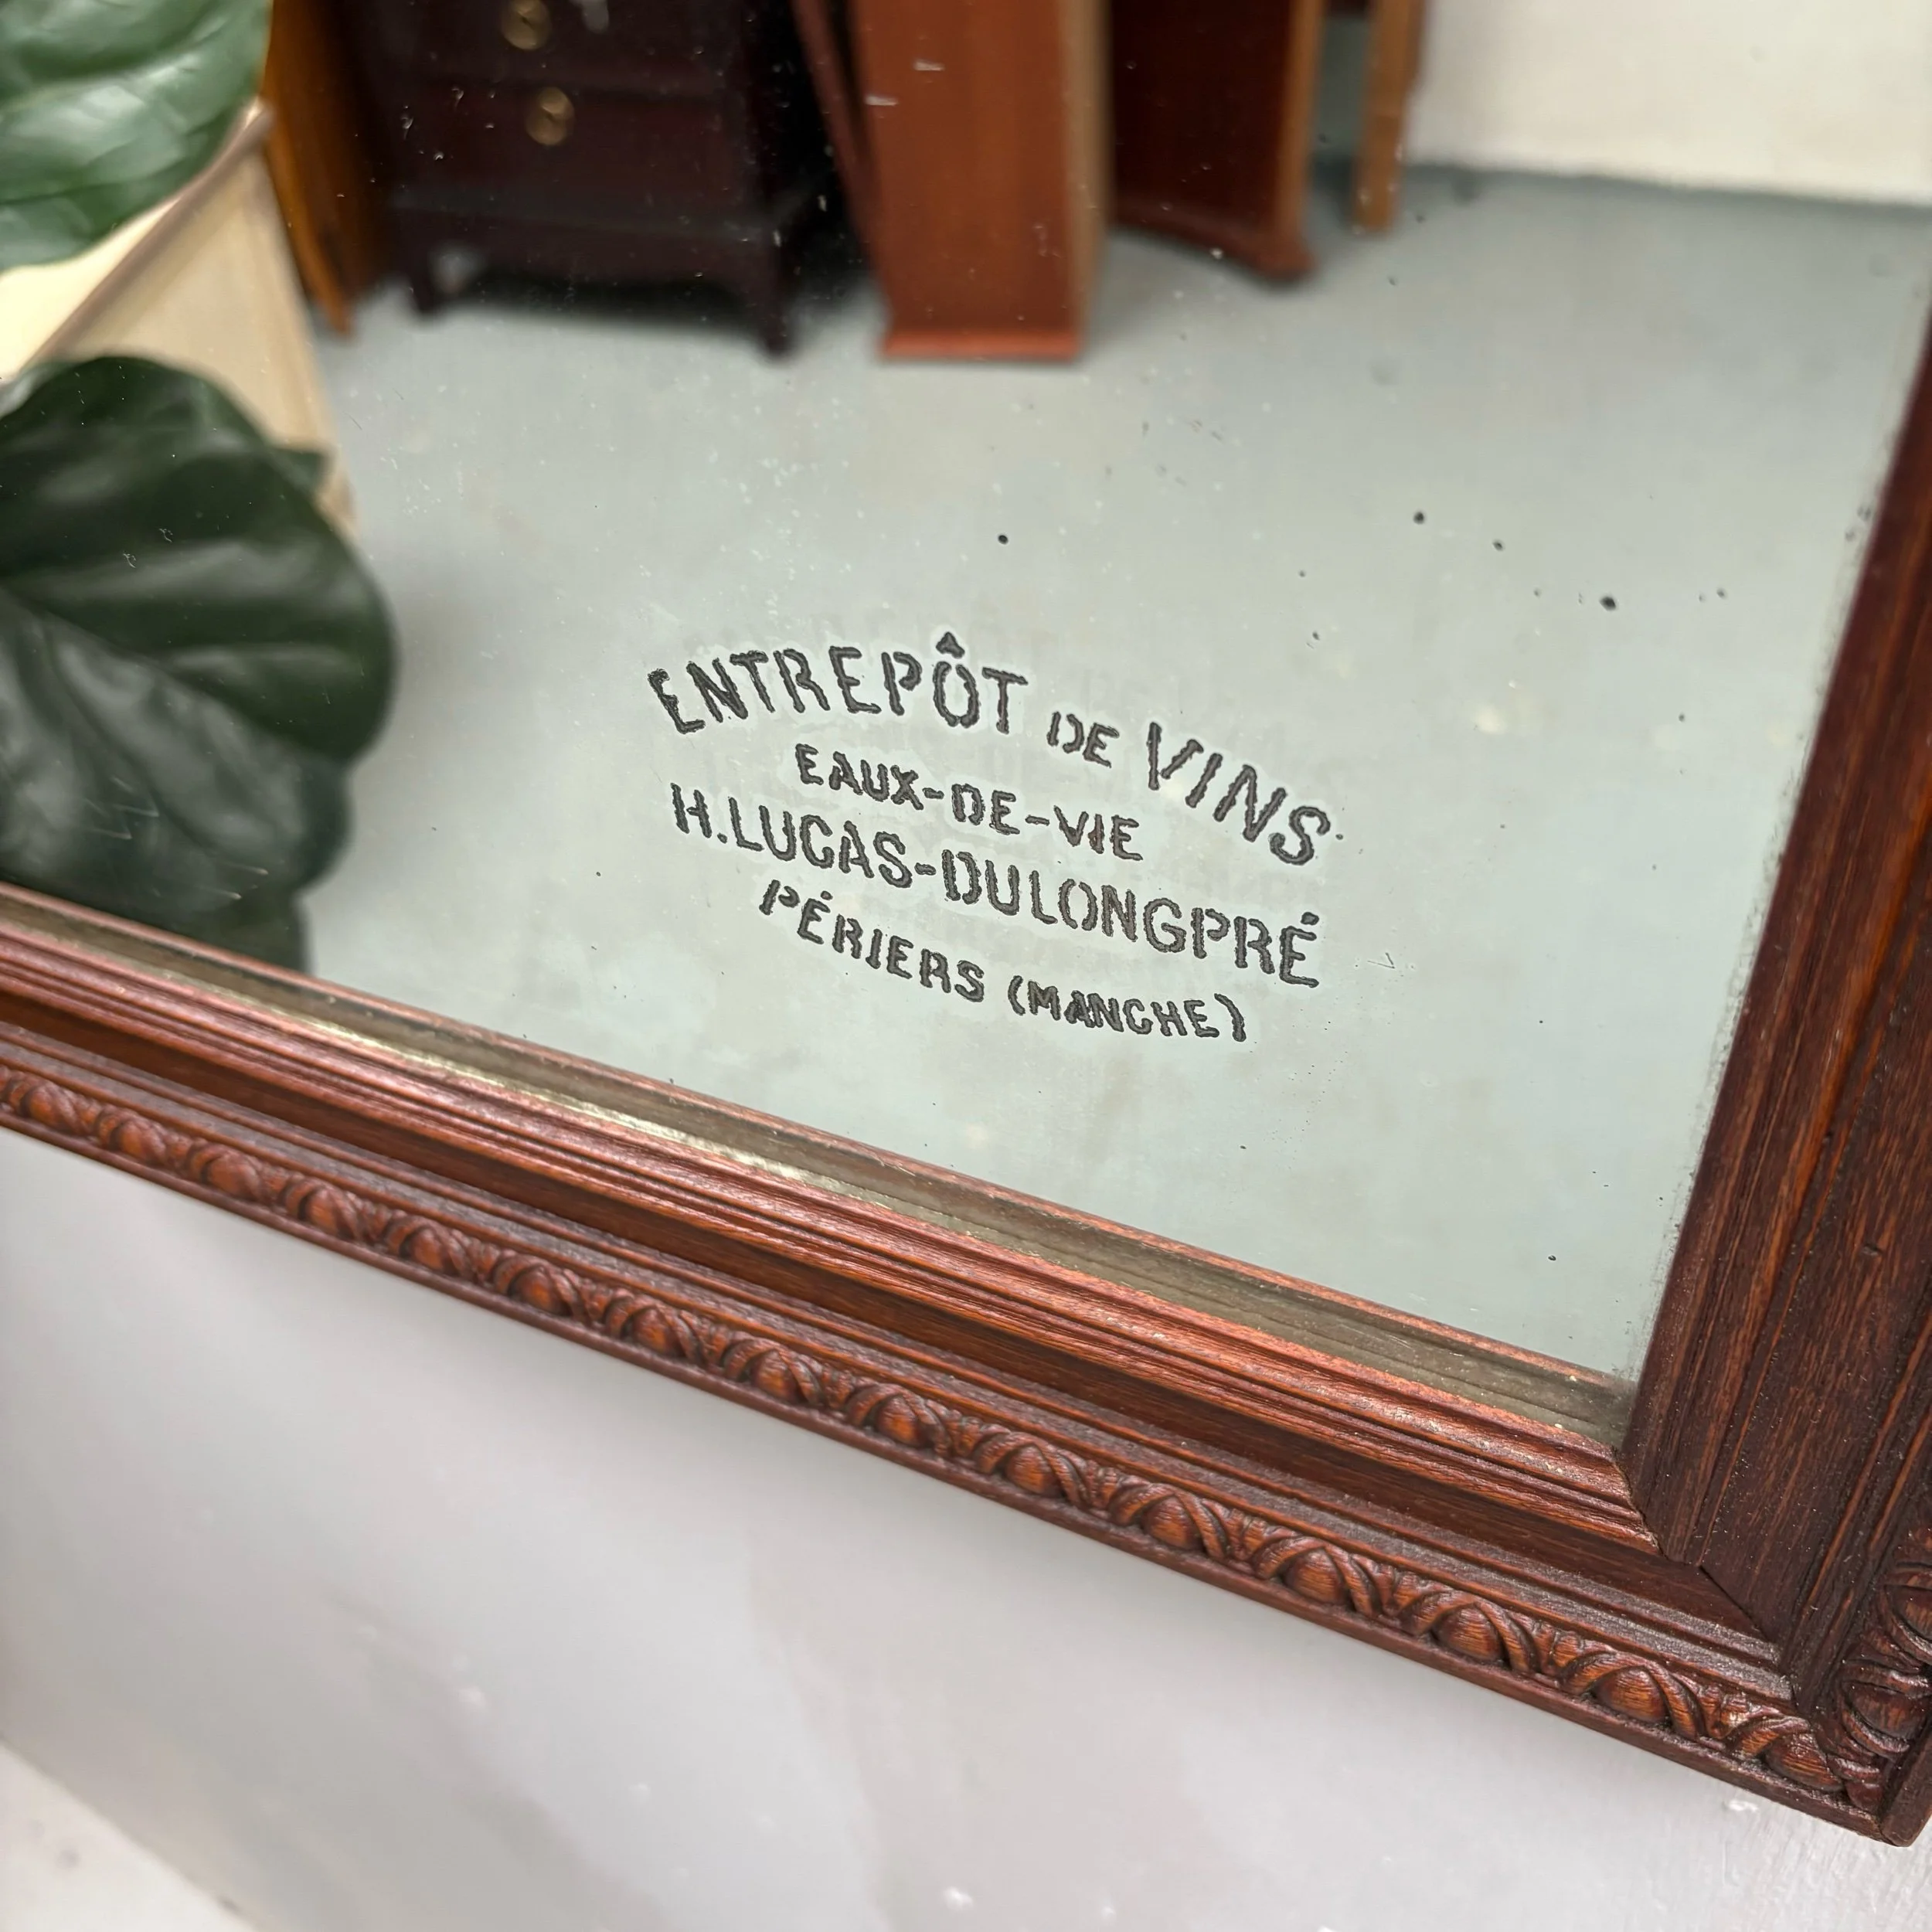 ENTREPÔT DE VINS
EAUX-DE-VIE
H.LUCAS-DULONGPRÉ
PÉRIERS (MANCHE)